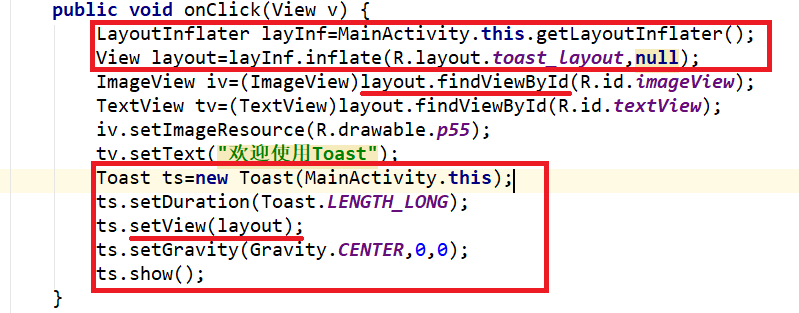 public void onClick(View v) {
LayoutInflater layInf=MainActivity.this.getLayoutInflater();
View layout=layInf.inflate(R.layout.toast_layout,null);
ImageView iv=(ImageView)layout.findViewById(R.id.imageView);
TextView tv=(TextView)layout.findViewById(R.id.textView);
iv.setImageResource(R.drawable.p55);
tv.setText("欢迎使用Toast");
Toast ts=new Toast(MainActivity.this);
ts.setDuration(Toast.LENGTH_LONG);
ts.setView(layout);
ts.setGravity(Gravity.CENTER,0,0);
ts.show();
}